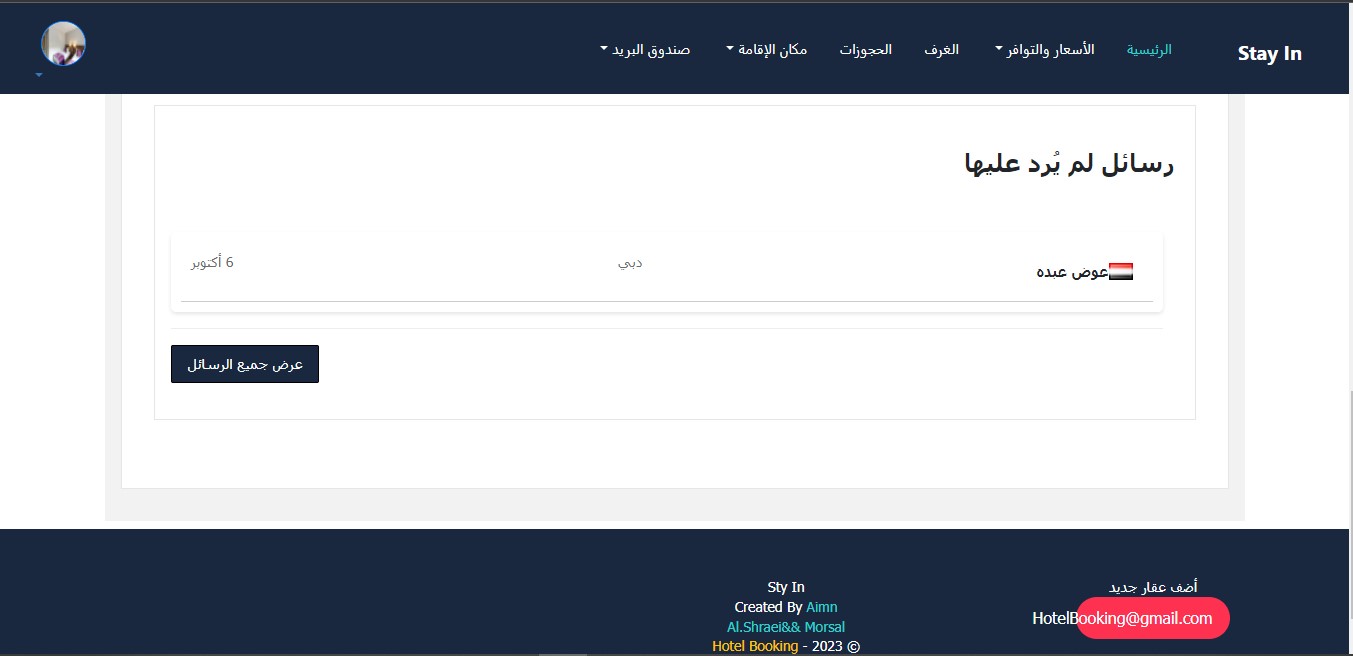 Stay In
الرئيسية
الأسعار والتوافر
الغرف
الحجوزات
مكان الإقامة
صندوق البريد
رسائل لم يُرد عليها
عوض عبده
دبي
6 أكتوبر
عرض جميع الرسائل
أضف عقار جديد
HotelBooking@gmail.com
Sty In
Created By Aimn
Al.Shraei&& Morsal
Hotel Booking - 2023 ©